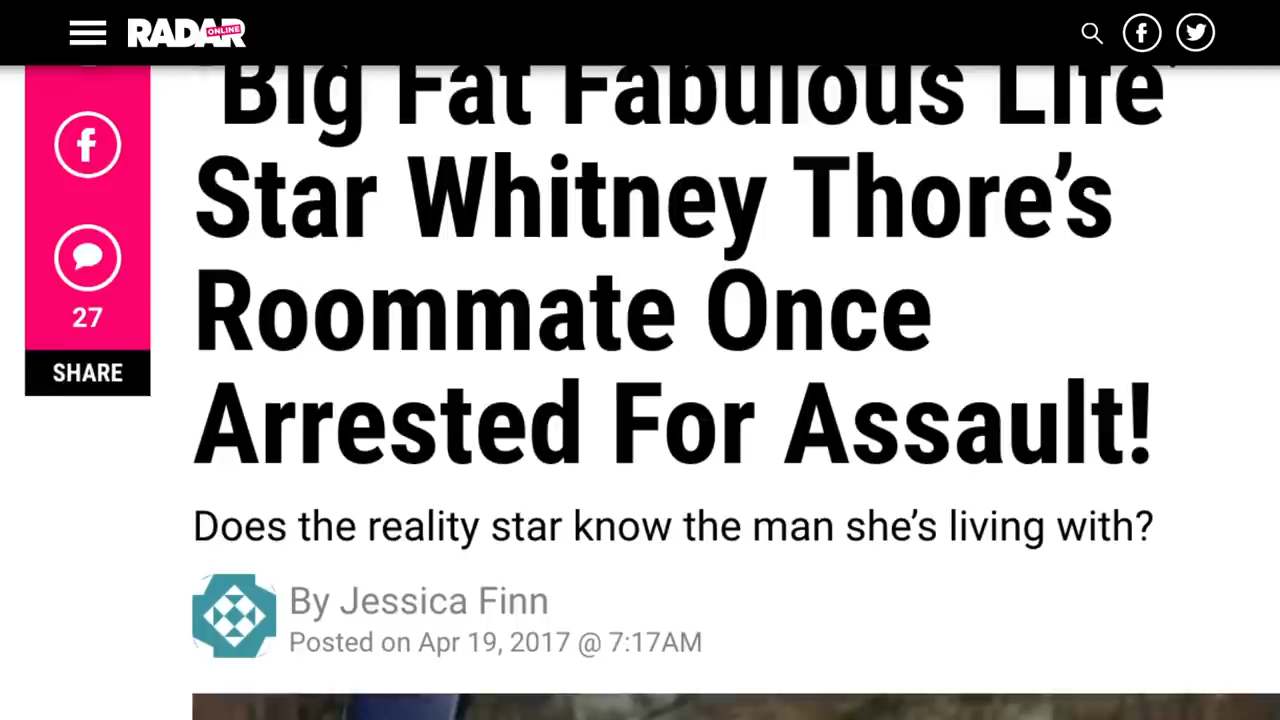 RADAR ONLINE
'Big Fat Fabulous Life'
Star Whitney Thore’s
Roommate Once
Arrested For Assault!
27
SHARE
Does the reality star know the man she’s living with?
By Jessica Finn
Posted on Apr 19, 2017 @ 7:17AM